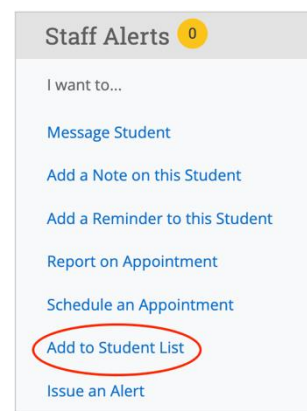 Staff Alerts 0
I want to...
Message Student
Add a Note on this Student
Add a Reminder to this Student
Report on Appointment
Schedule an Appointment
Add to Student List
Issue an Alert